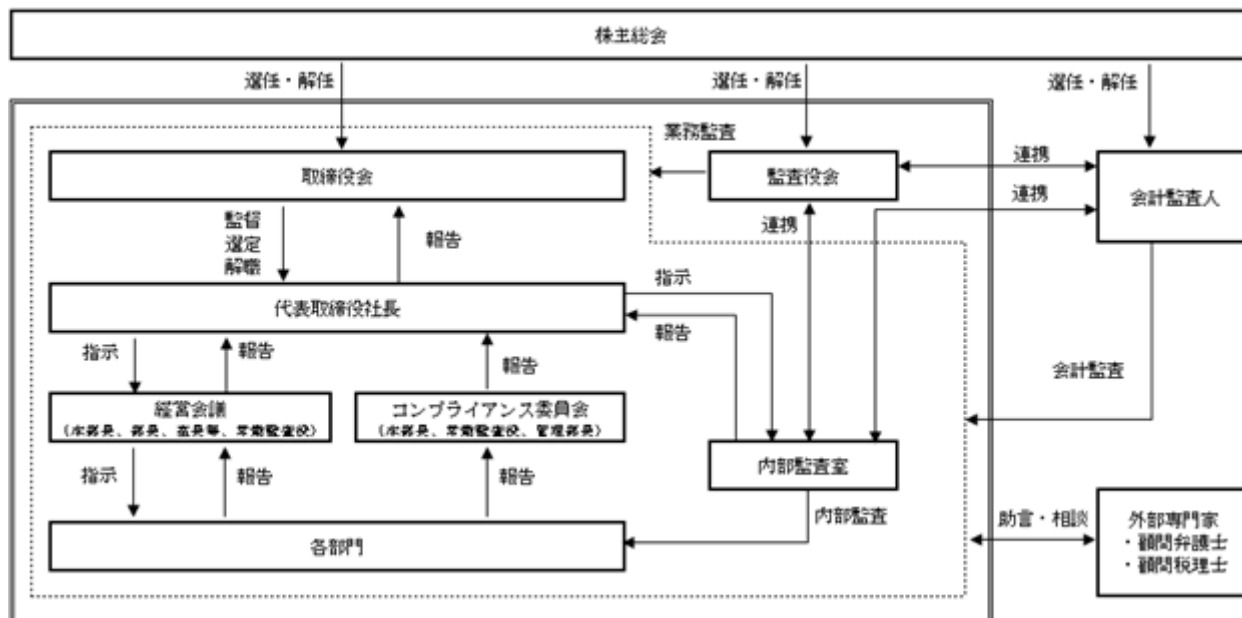 株主総会
選任・解任
選任・解任
選任・解任
業務監査
取締役会
監査役会
連携
会計監査人
連携
監督
選定
解職
報告
連携
代表取締役社長
指示
報告
指示
報告
報告
会計監査
経営会議
(本部長、部長、室長等、常勤監査役)
コンプライアンス委員会
(本部長、常勤監査役、管理部長)
内部監査室
指示
報告
報告
内部監査
各部門
助言・相談
外部専門家
・顧問弁護士
・顧問税理士